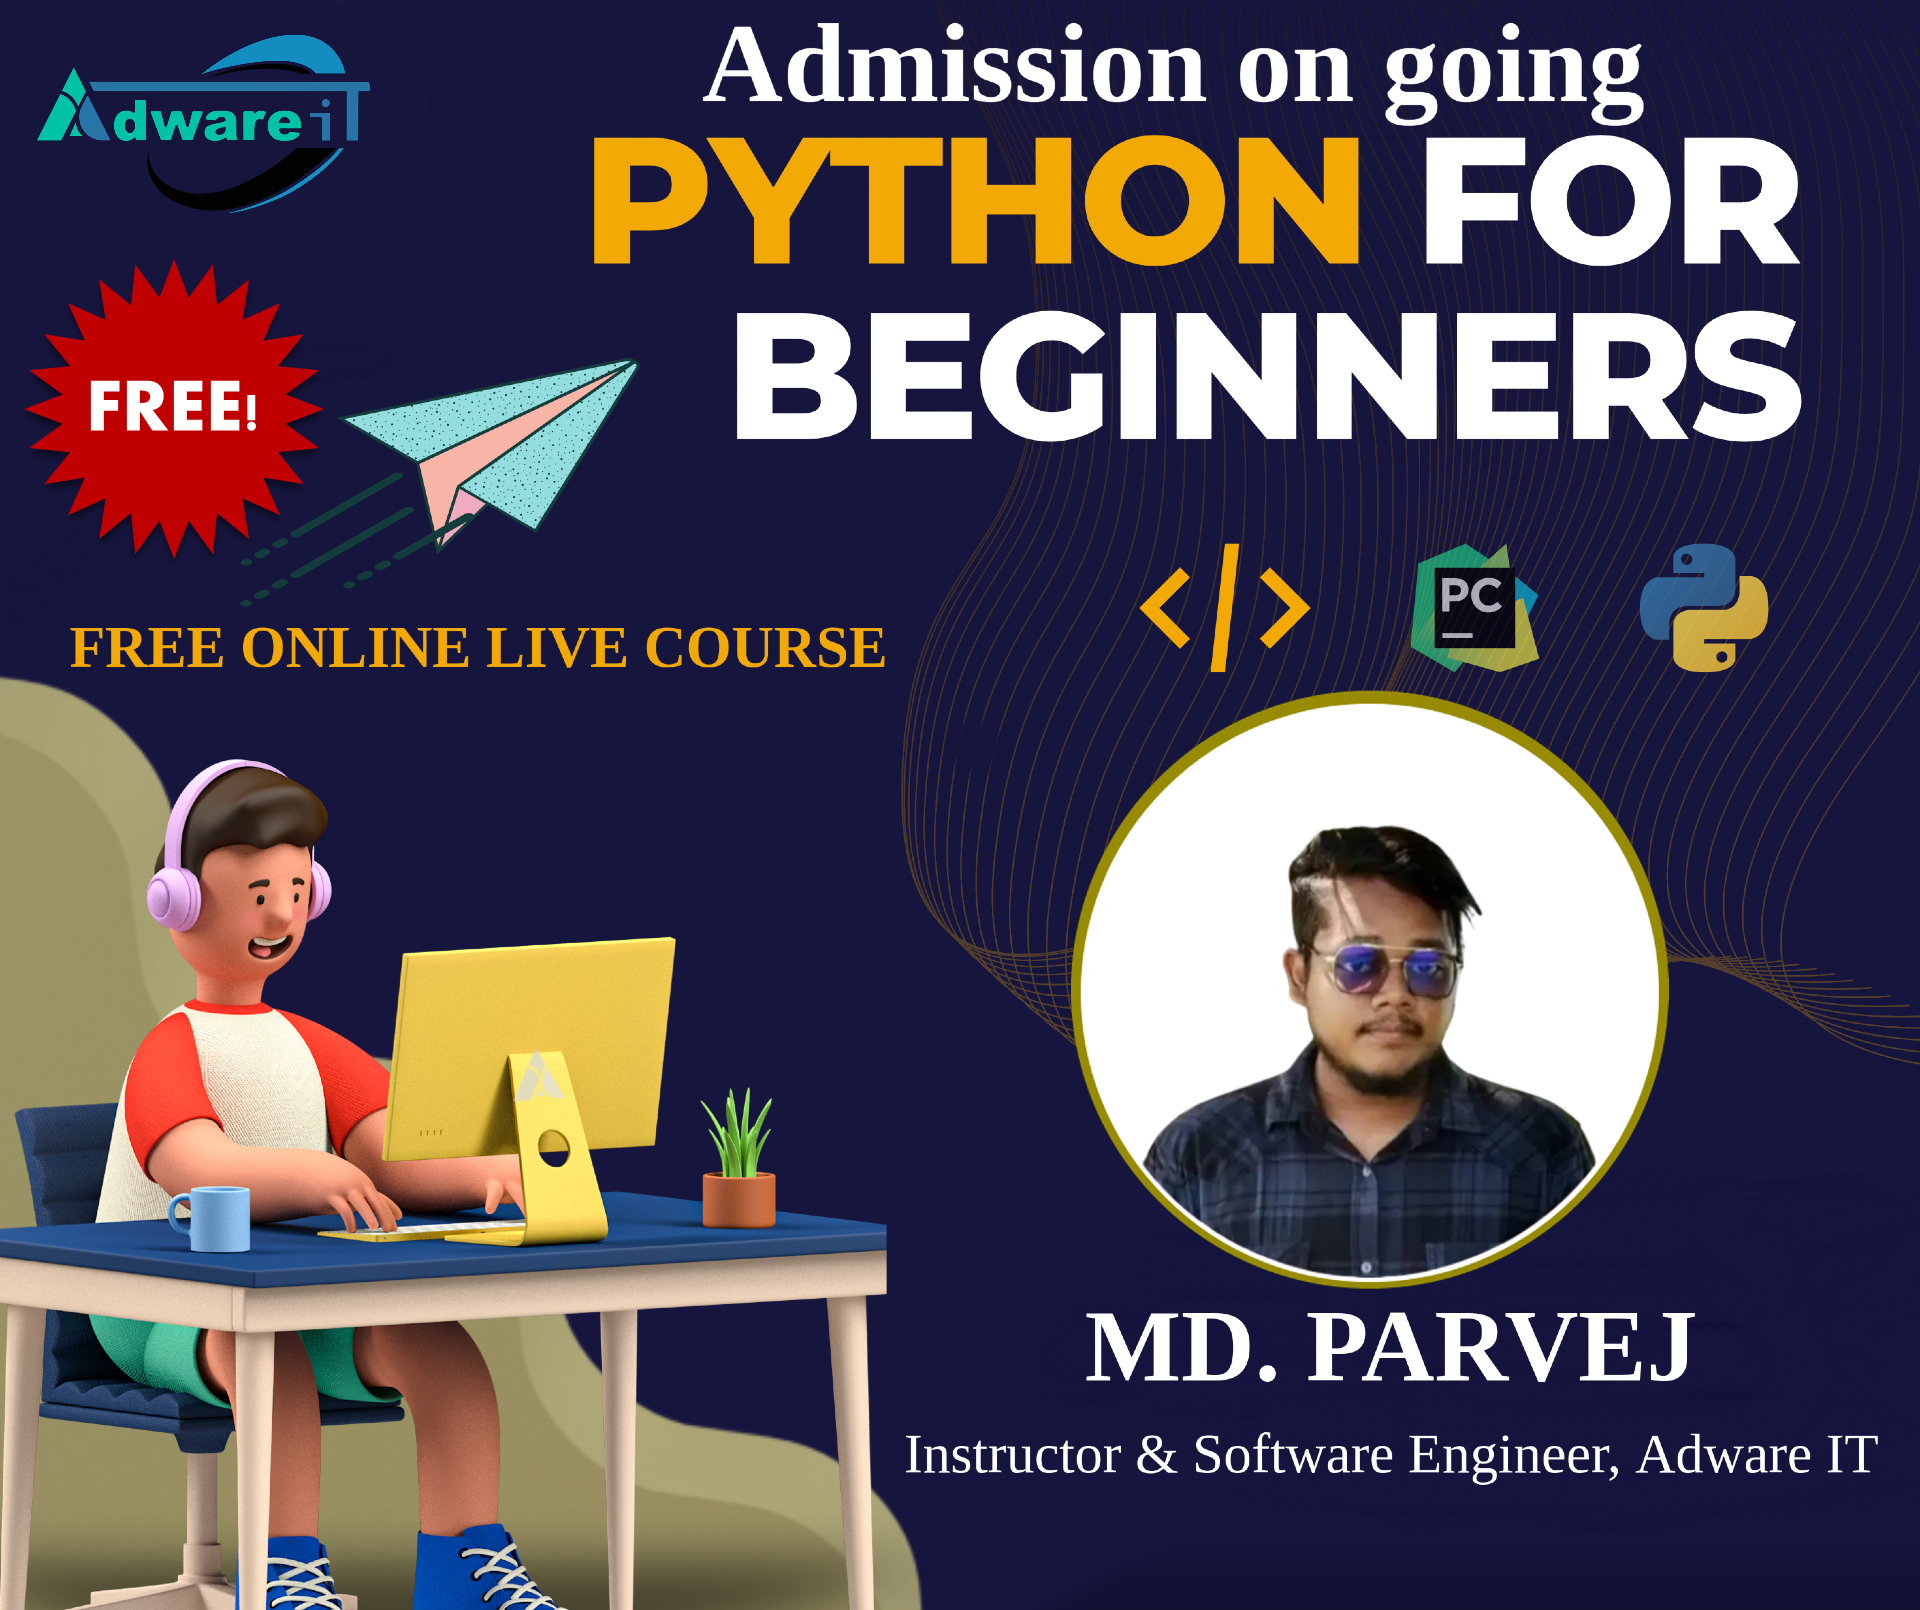 Adware iT
Admission on going
PYTHON FOR
BEGINNERS
FREE!
FREE ONLINE LIVE COURSE
</>
PC
MD. PARVEJ
Instructor & Software Engineer, Adware IT